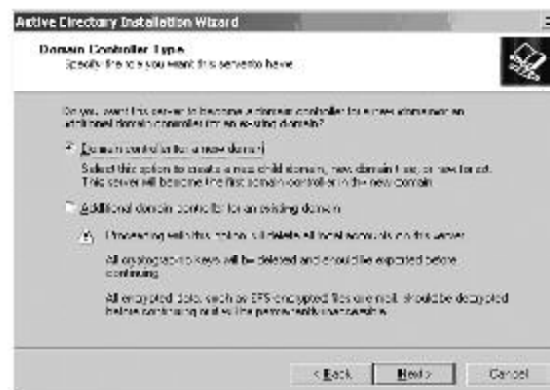 Active Directory Installation Wizard
Domain Controller Type
Specify the role you want this server to have.
Do you want this server to become a domain controller for a new domain or an
additional domain controller for an existing domain?
Domain controller for a new domain
Select this option to create a new child domain, new domain tree, or new forest.
This server will become the first domain controller in the new domain.
Additional domain controller for an existing domain
Proceeding with this option will delete all local accounts on this server.
All cryptographic keys will be deleted and should be exported before
continuing.
All encrypted data, such as EFS-encrypted files or e-mail, should be decrypted
before continuing or it will be permanently inaccessible.
< Back
Next >
Cancel